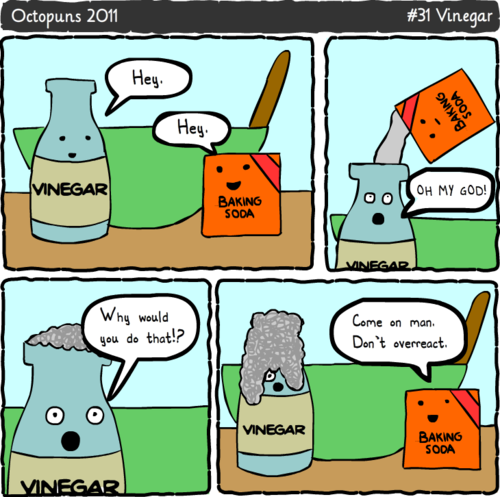 Octopuns 2011
#31 Vinegar
Hey.
Hey.
VINEGAR
BAKING
SODA
BAKING
SODA
OH MY GOD!
VINEGAR
Why would
you do that!?
VINEGAR
Come on man.
Don't overreact.
VINEGAR
BAKING
SODA